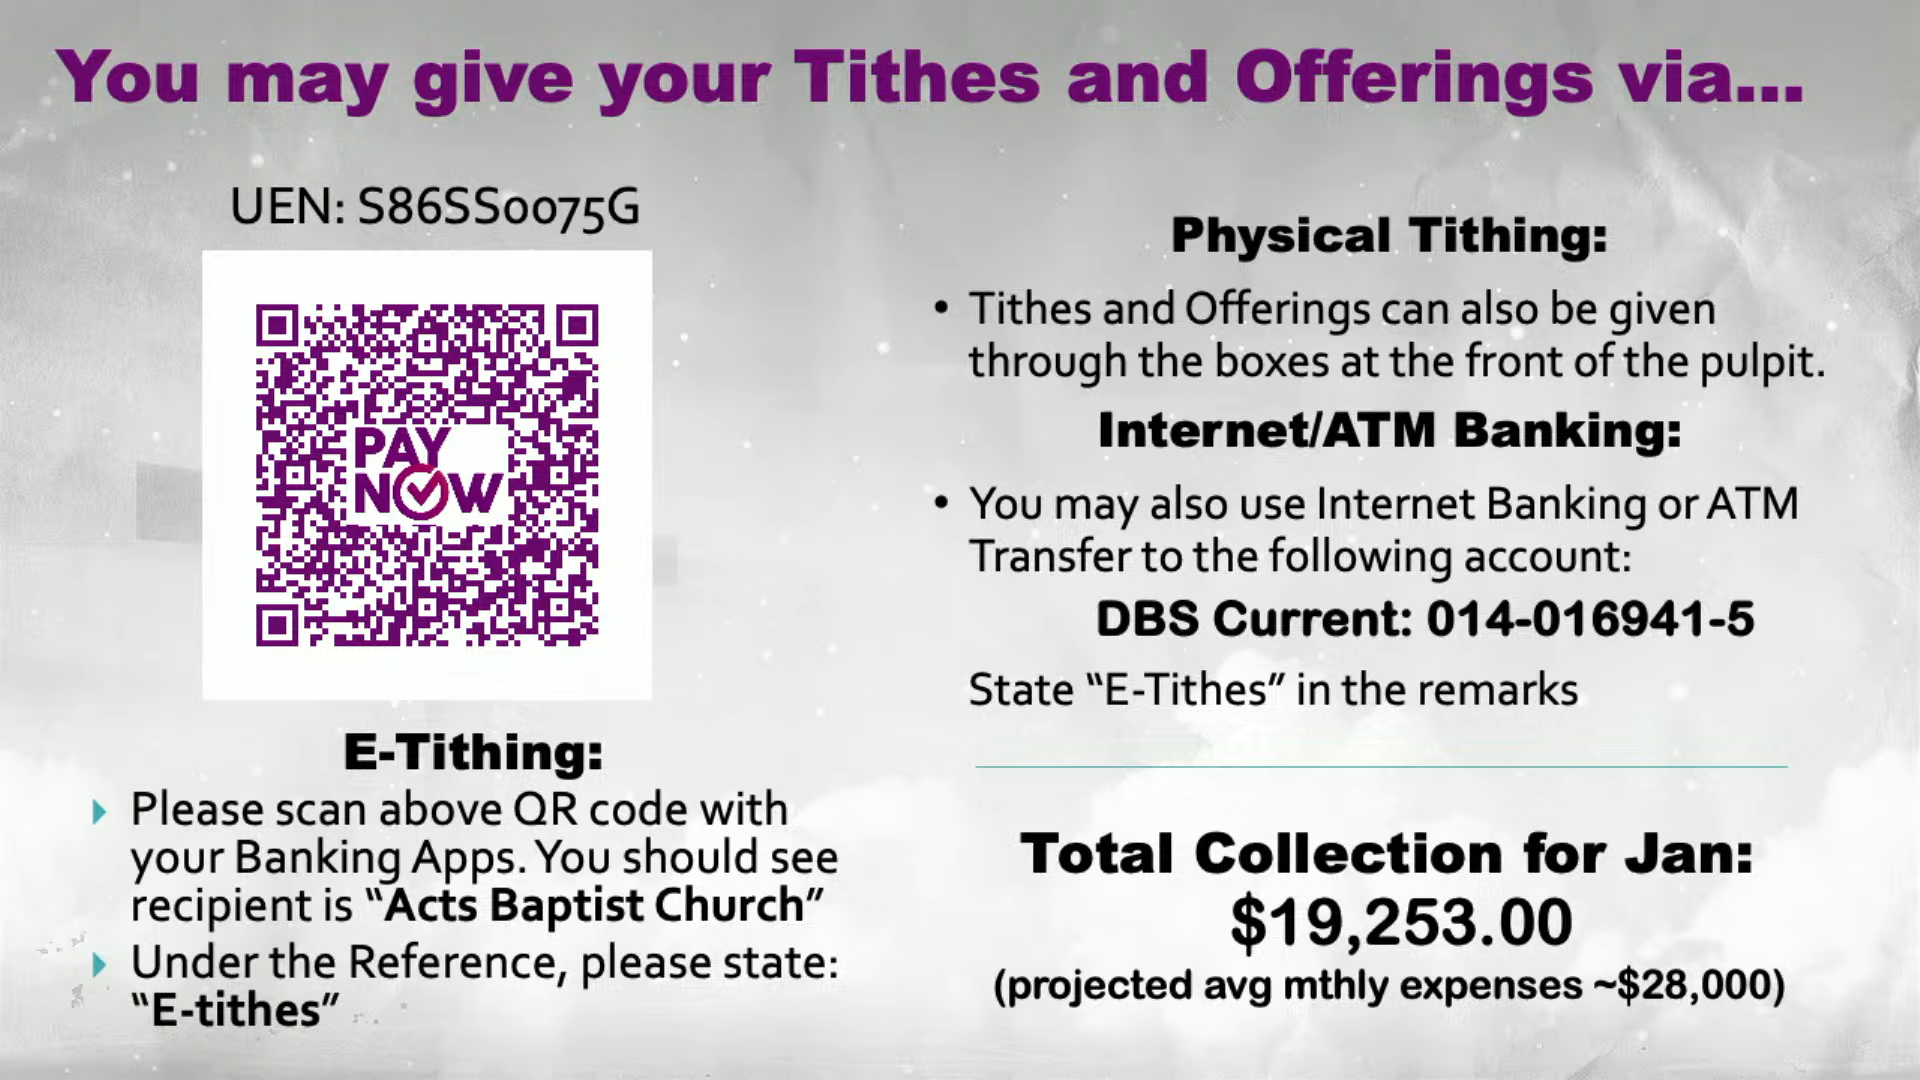 You may give your Tithes and Offerings via...
UEN: S86SS0075G
PAY
NOW
E-Tithing:
Please scan above QR code with
your Banking Apps. You should see
recipient is “Acts Baptist Church”
Under the Reference, please state:
“E-tithes”
Physical Tithing:
• Tithes and Offerings can also be given
through the boxes at the front of the pulpit.
Internet/ATM Banking:
• You may also use Internet Banking or ATM
Transfer to the following account:
DBS Current: 014-016941-5
State “E-Tithes” in the remarks
Total Collection for Jan:
$19,253.00
(projected avg mthly expenses ~$28,000)